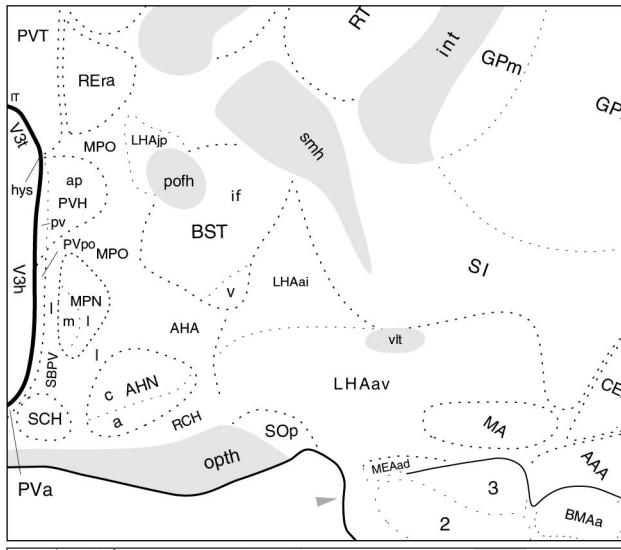 PVT
RT
int
GPm
GP
REra
IT
V3t
MPO
LHAjp
smh
hys
ap
PVH
pofh
if
pv
BST
PVpo
MPO
SI
V3h
MPN
v
LHAai
l
m
l
AHA
vlt
l
SBPV
c
AHN
LHAav
CE
SCH
a
RCH
SOp
MA
opth
MEAad
AAA
PVa
3
2
BMAa